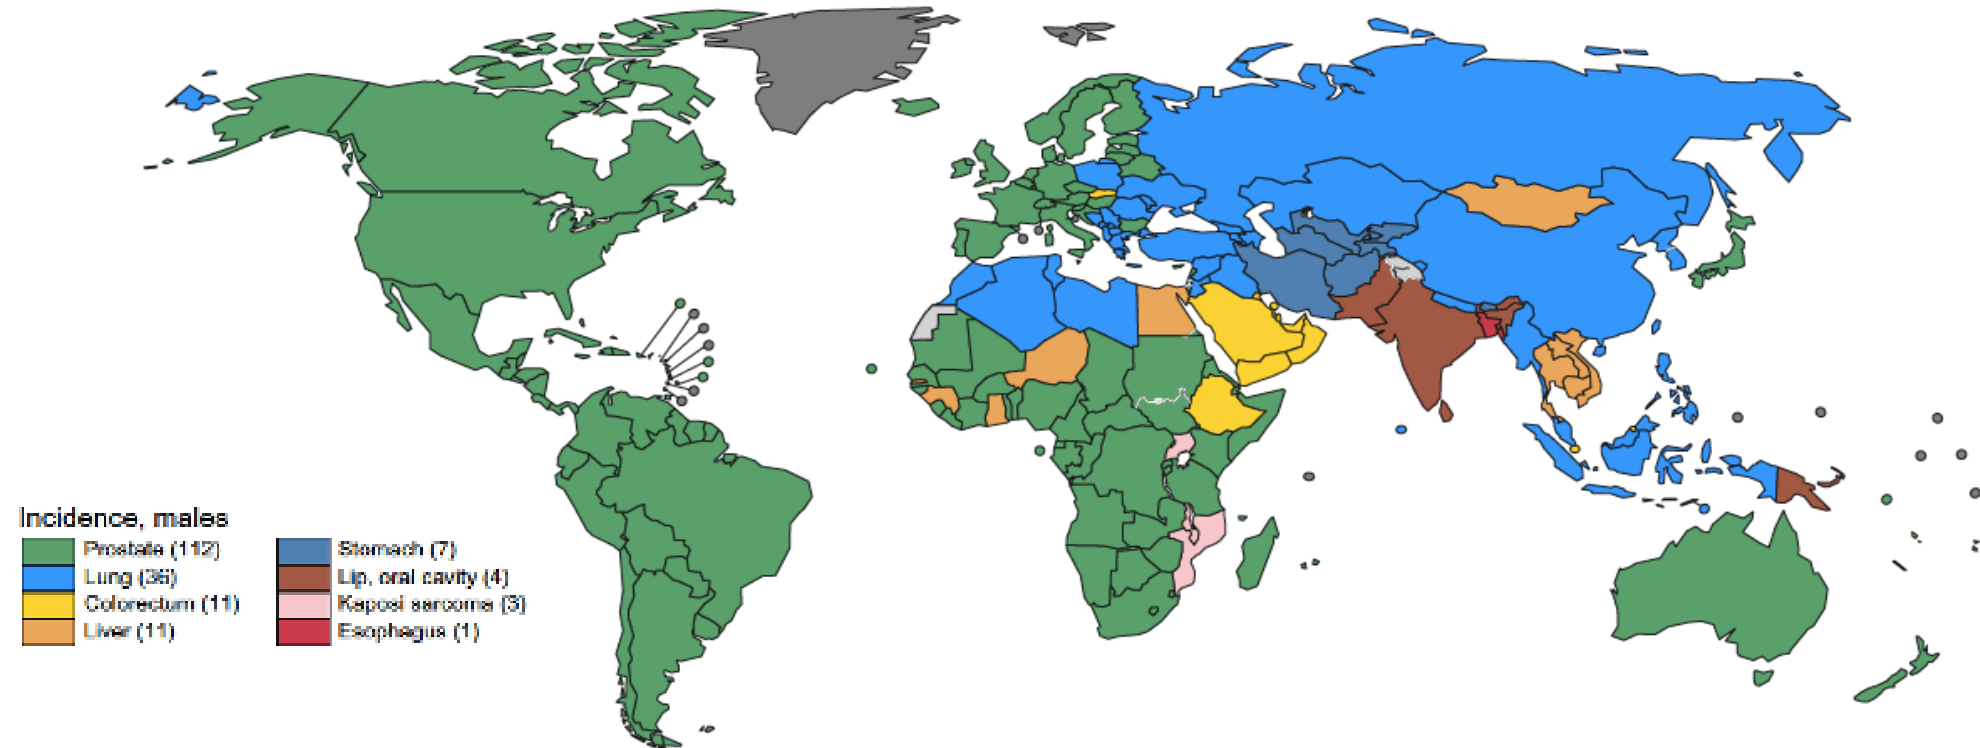 Incidence, males
Prostate (112)
Lung (36)
Colorectum (11)
Liver (11)
Stomach (7)
Lip, oral cavity (4)
Kaposi sarcoma (3)
Esophagus (1)